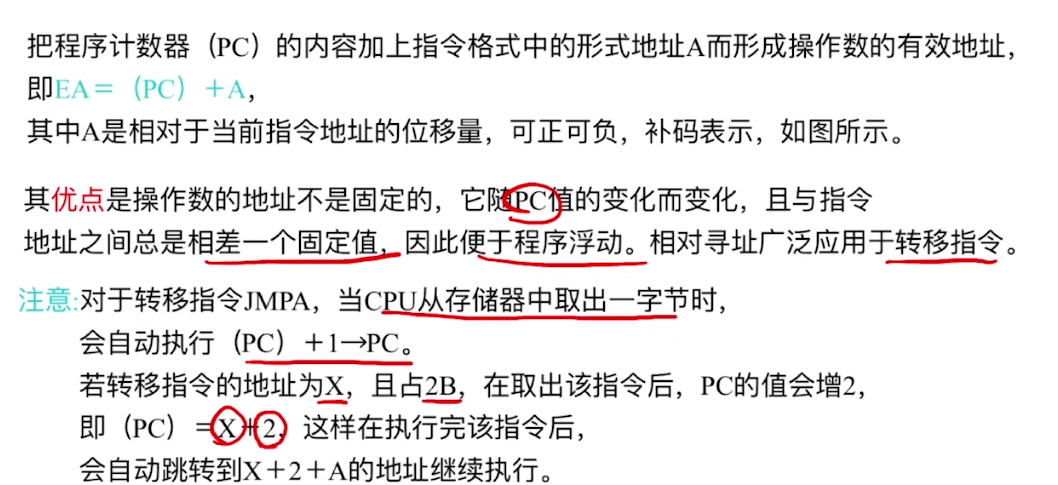 把程序计数器（PC）的内容加上指令格式中的形式地址A而形成操作数的有效地址，
即EA＝（PC）＋A，
其中A是相对于当前指令地址的位移量，可正可负，补码表示，如图所示。
其优点是操作数的地址不是固定的，它随PC值的变化而变化，且与指令
地址之间总是相差一个固定值，因此便于程序浮动。相对寻址广泛应用于转移指令。
注意:对于转移指令JMPA，当CPU从存储器中取出一字节时，
会自动执行（PC）＋1→PC。
若转移指令的地址为X，且占2B，在取出该指令后，PC的值会增2，
即（PC）＝X＋2，这样在执行完该指令后，
会自动跳转到X＋2＋A的地址继续执行。